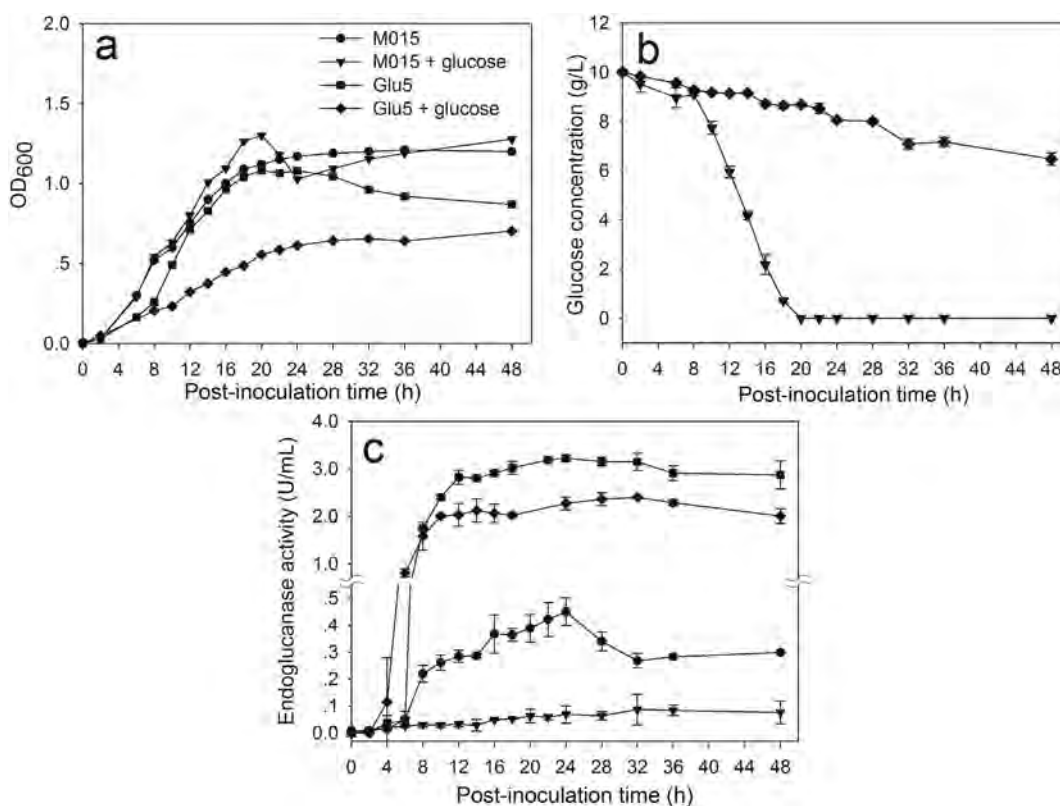 a
M015
M015 + glucose
Glu5
Glu5 + glucose
2.0
1.5
1.0
.5
0.0
OD600
0 4 8 12 16 20 24 28 32 36 40 44 48
Post-inoculation time (h)
b
12
10
8
6
4
2
0
Glucose concentration (g/L)
0 4 8 12 16 20 24 28 32 36 40 44 48
Post-inoculation time (h)
c
4.0
3.0
2.0
1.0
.5
.4
.3
.2
.1
0.0
Endoglucanase activity (U/mL)
0 4 8 12 16 20 24 28 32 36 40 44 48
Post-inoculation time (h)